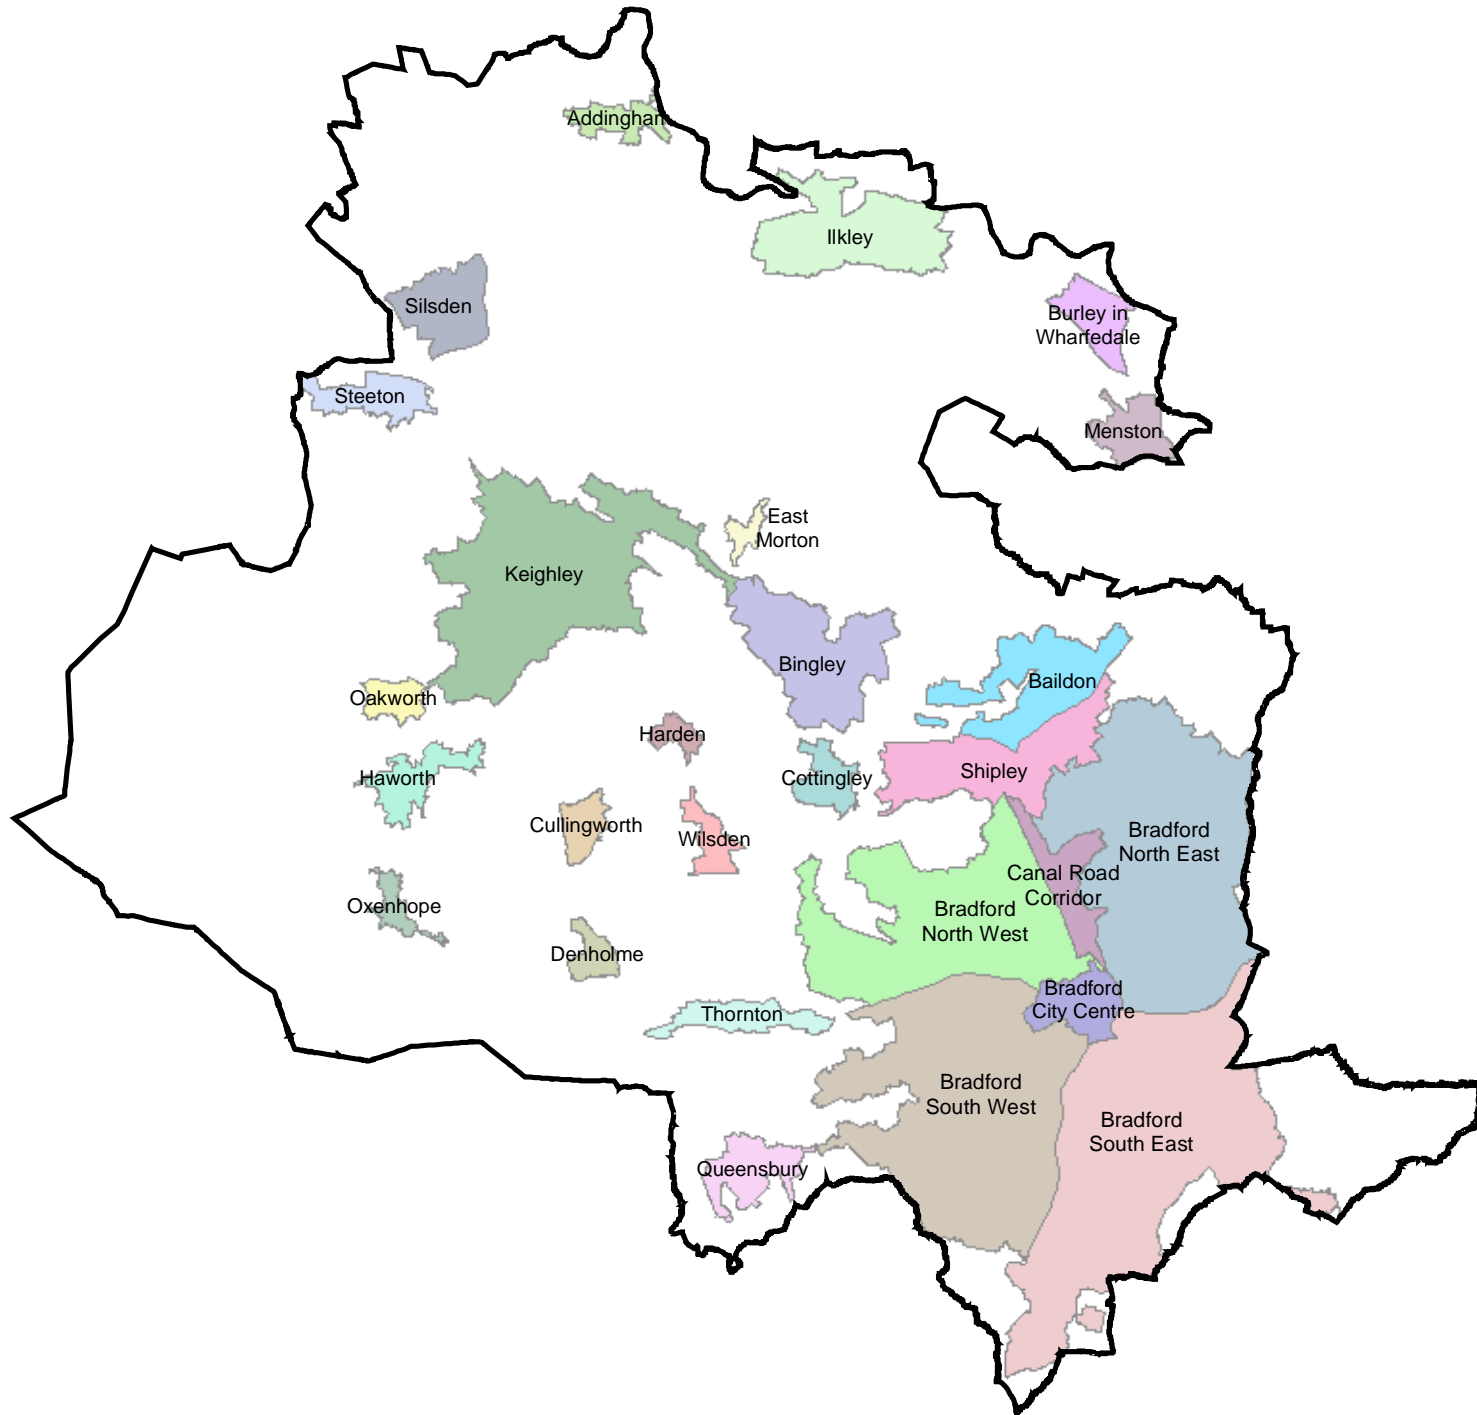 Addingham
Ilkley
Silsden
Burley in
Wharfedale
Steeton
Menston
East
Morton
Keighley
Bingley
Baildon
Oakworth
Harden
Haworth
Cottingley
Shipley
Cullingworth
Wilsden
Bradford
North East
Canal Road
Corridor
Oxenhope
Bradford
North West
Denholme
Bradford
City Centre
Thornton
Bradford
South West
Bradford
South East
Queensbury